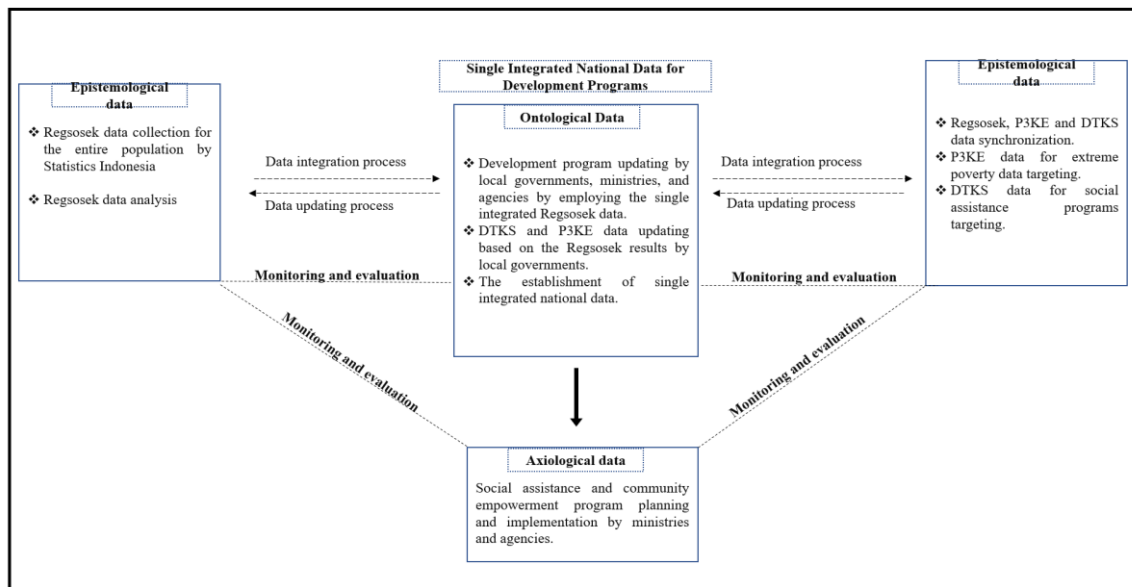 Single Integrated National Data for
Development Programs
Epistemological
data
❖ Regsosek data collection for
the entire population by
Statistics Indonesia
❖ Regsosek data analysis
Data integration process
Data updating process
Monitoring and evaluation
Ontological Data
❖ Development program updating by
local governments, ministries, and
agencies by employing the single
integrated Regsosek data.
❖ DTKS and P3KE data updating
based on the Regsosek results by
local governments.
❖ The establishment of single
integrated national data.
Data integration process
Data updating process
Monitoring and evaluation
Epistemological
data
❖ Regsosek, P3KE and DTKS
data synchronization.
❖ P3KE data for extreme
poverty data targeting.
❖ DTKS data for social
assistance programs
targeting.
Monitoring and evaluation
Monitoring and evaluation
Axiological data
Social assistance and community
empowerment program planning
and implementation by ministries
and agencies.